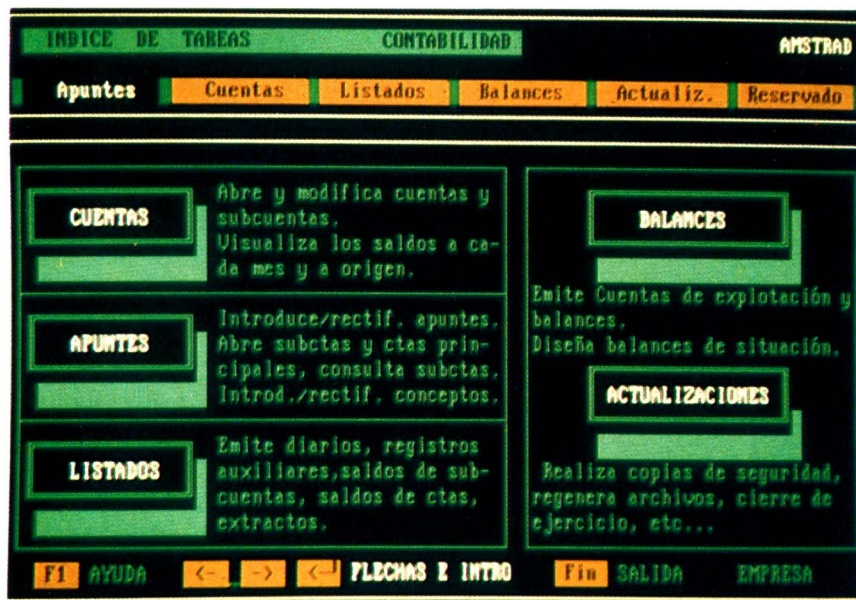 INDICE DE TAREAS CONTABILIDAD
AMSTRAD
Apuntes Cuentas Listados Balances Actualiz. Reservado
CUENTAS
Abre y modifica cuentas y
subcuentas.
Visualiza los saldos a ca-
da mes y a origen.
APUNTES
Introduce/rectif. apuntes.
Abre subctas y ctas prin-
cipales, consulta subctas.
Introd./rectif. conceptos.
LISTADOS
Emite diarios, registros
auxiliares,saldos de sub-
cuentas, saldos de ctas,
extractos.
BALANCES
Emite Cuentas de explotación y
balances.
Diseña balances de situación.
ACTUALIZACIONES
Realiza copias de seguridad,
regenera archivos, cierre de
ejercicio, etc...
F1 AYUDA <- -> <-┘ FLECHAS E INTRO Fin SALIDA EMPRESA